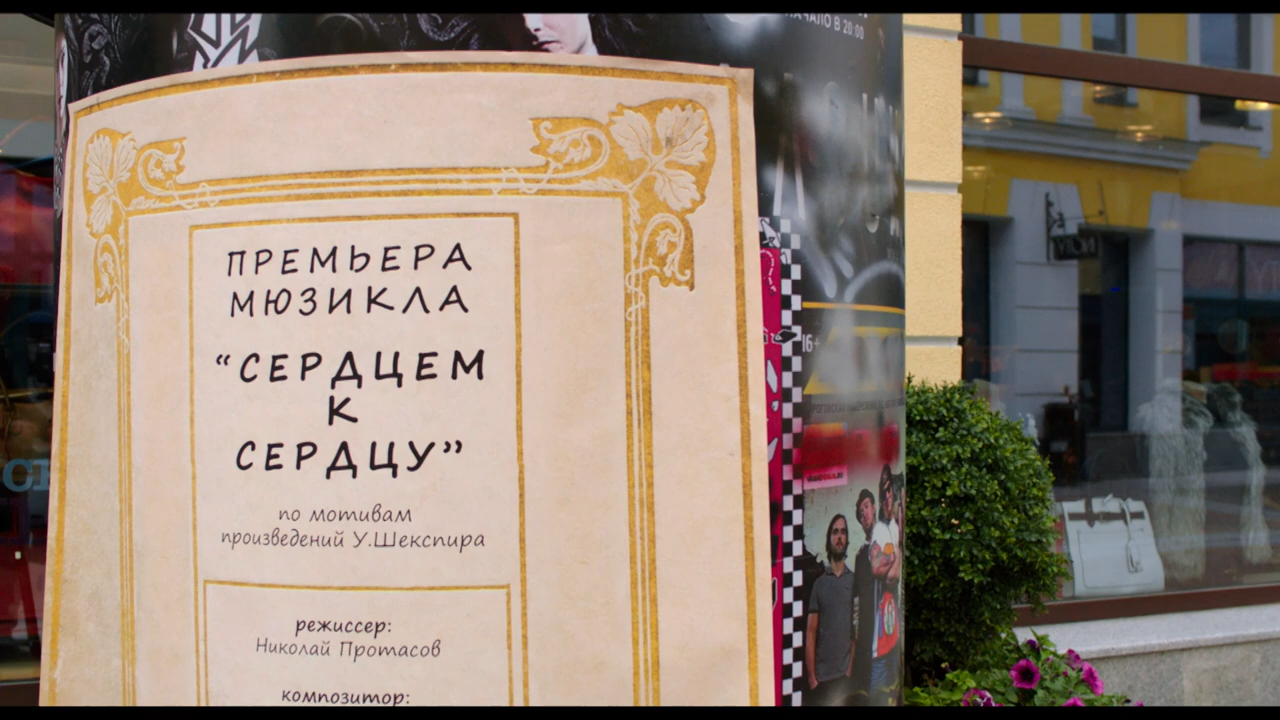 НАЧАЛО В 20:00
ПРЕМЬЕРА
МЮЗИКЛА
“СЕРДЦЕМ
К
СЕРДЦУ”
по мотивам
произведений У.Шекспира
режиссер:
Николай Протасов
композитор:
16+